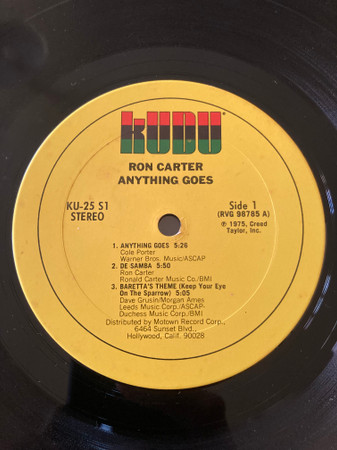 KUDU
RON CARTER
ANYTHING GOES
KU-25 S1
STEREO
Side 1
(RVG 98785 A)
℗ 1975, Creed
Taylor, Inc.
1. ANYTHING GOES 5:26
Cole Porter
Warner Bros. Music/ASCAP
2. DE SAMBA 5:50
Ron Carter
Ronald Carter Music Co./BMI
3. BARETTA'S THEME (Keep Your Eye
On The Sparrow) 5:05
Dave Grusin/Morgan Ames
Leeds Music Corp./ASCAP-
Duchess Music Corp./BMI
Distributed by Motown Record Corp.,
6464 Sunset Blvd.,
Hollywood, Calif. 90028